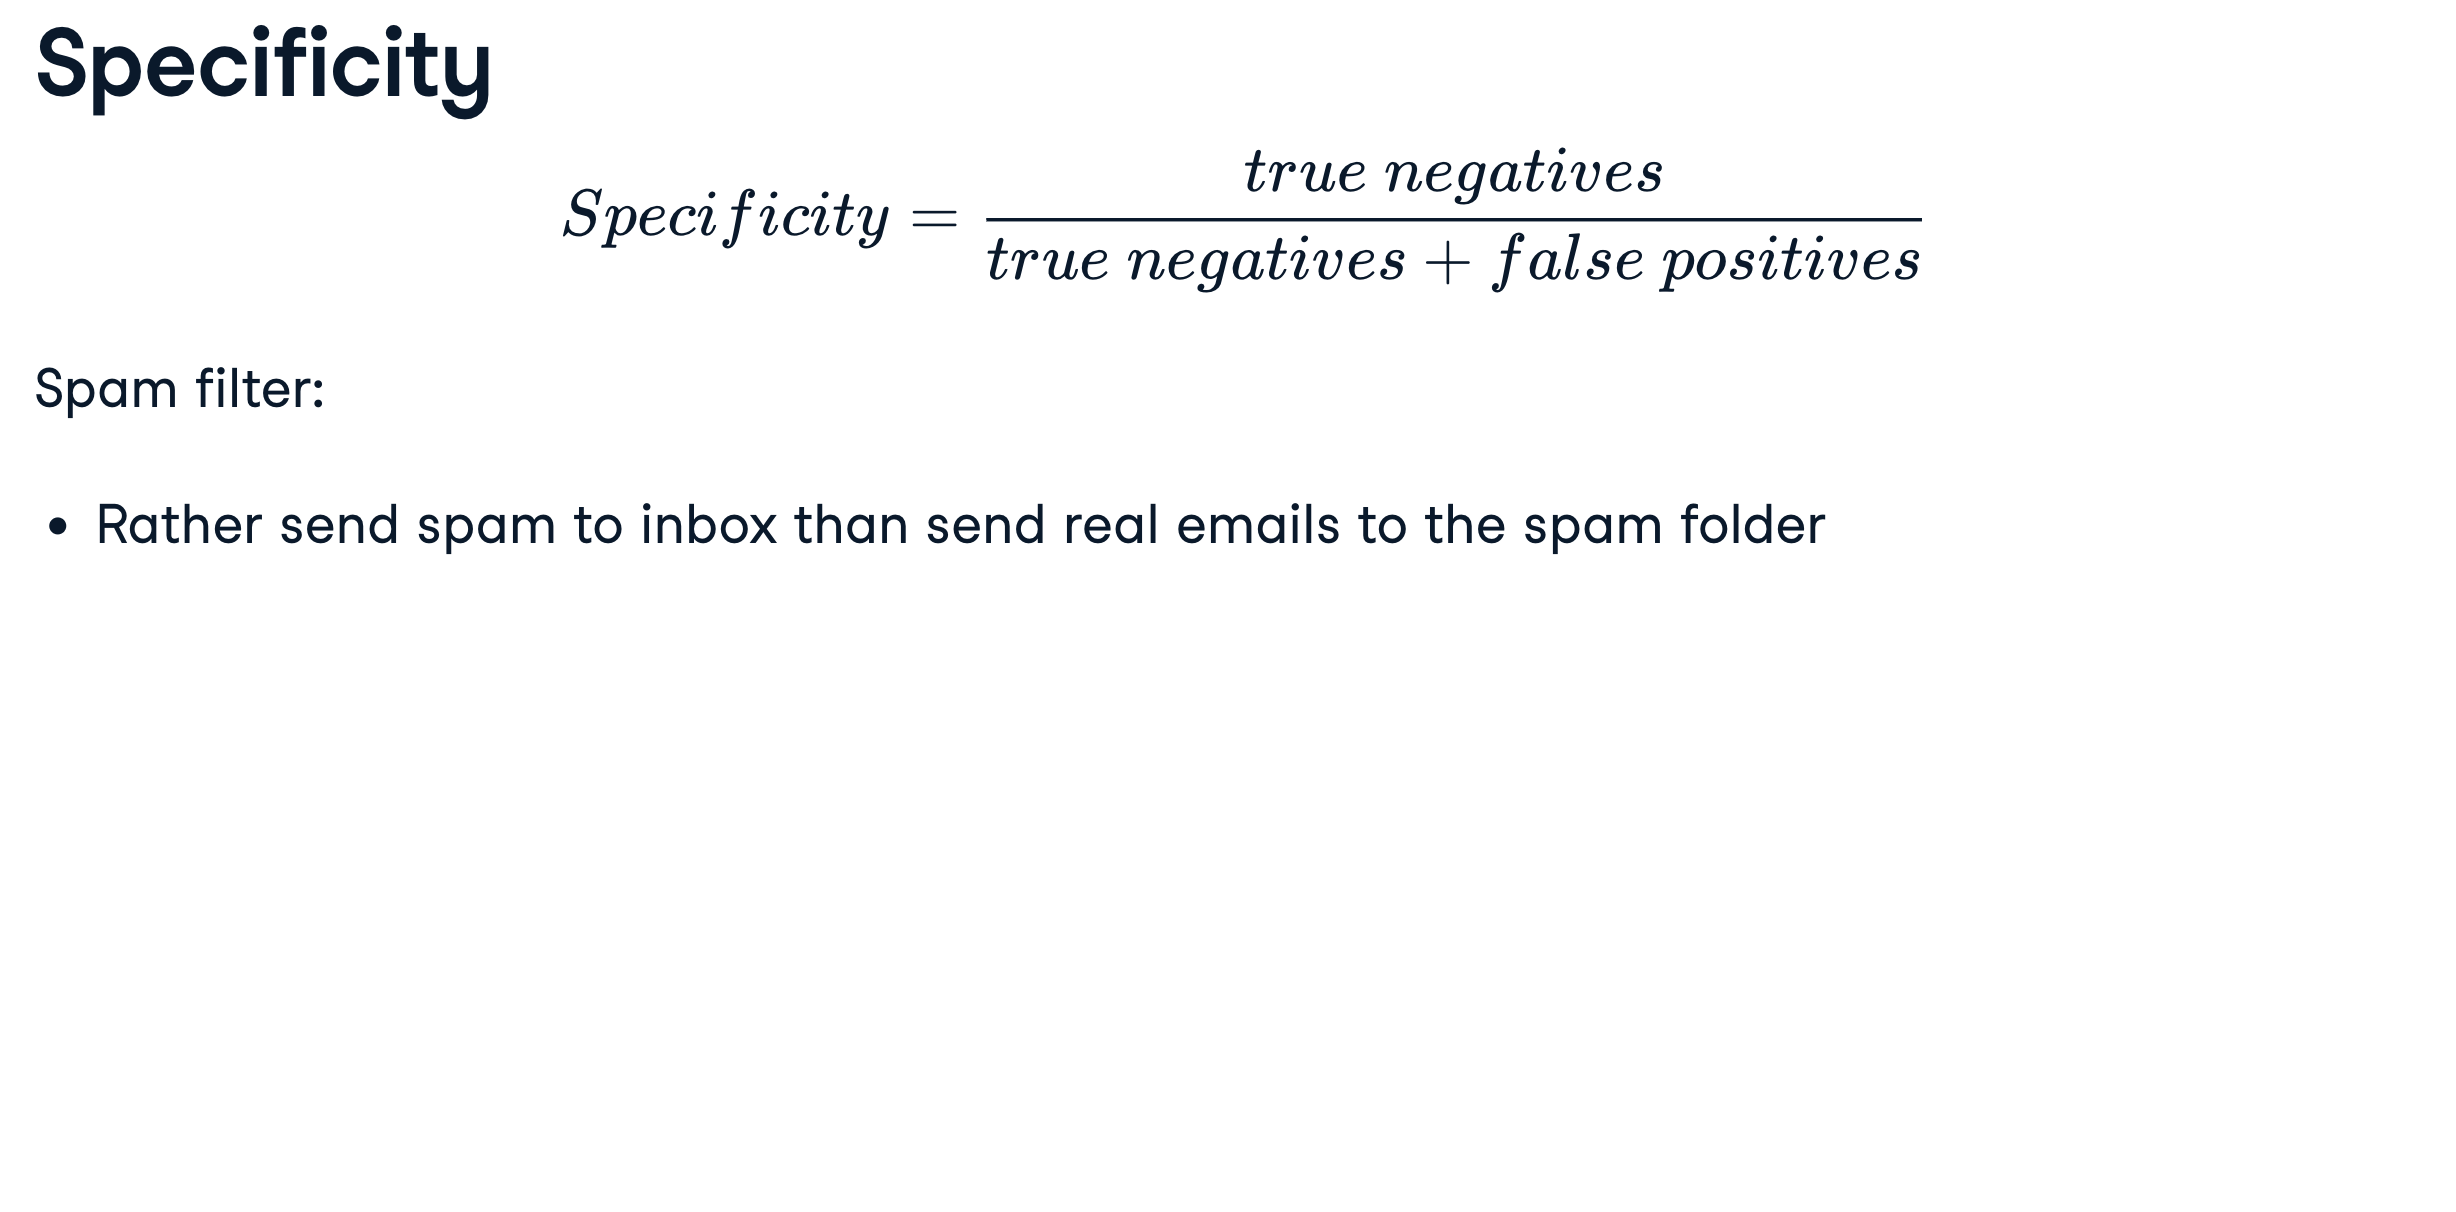 Specificity
Specificity = \frac{true negatives}{true negatives + false positives}
Spam filter:
• Rather send spam to inbox than send real emails to the spam folder